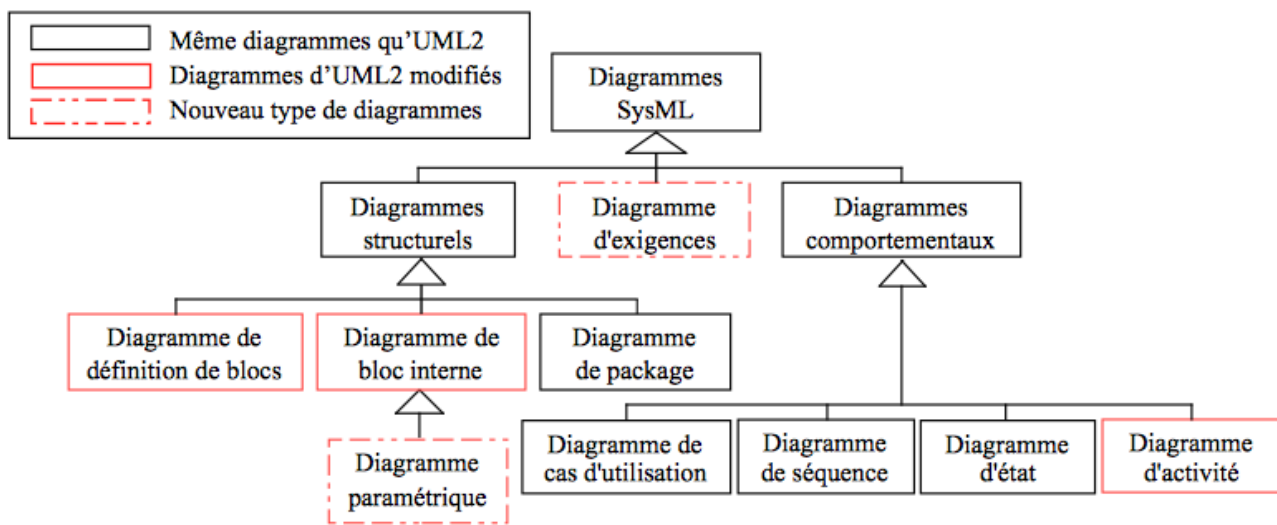 Même diagrammes qu’UML2
Diagrammes d’UML2 modifiés
Nouveau type de diagrammes
Diagrammes
SysML
Diagrammes
structurels
Diagramme
d'exigences
Diagrammes
comportementaux
Diagramme de
définition de blocs
Diagramme de
bloc interne
Diagramme
de package
Diagramme
paramétrique
Diagramme de
cas d'utilisation
Diagramme
de séquence
Diagramme
d'état
Diagramme
d'activité